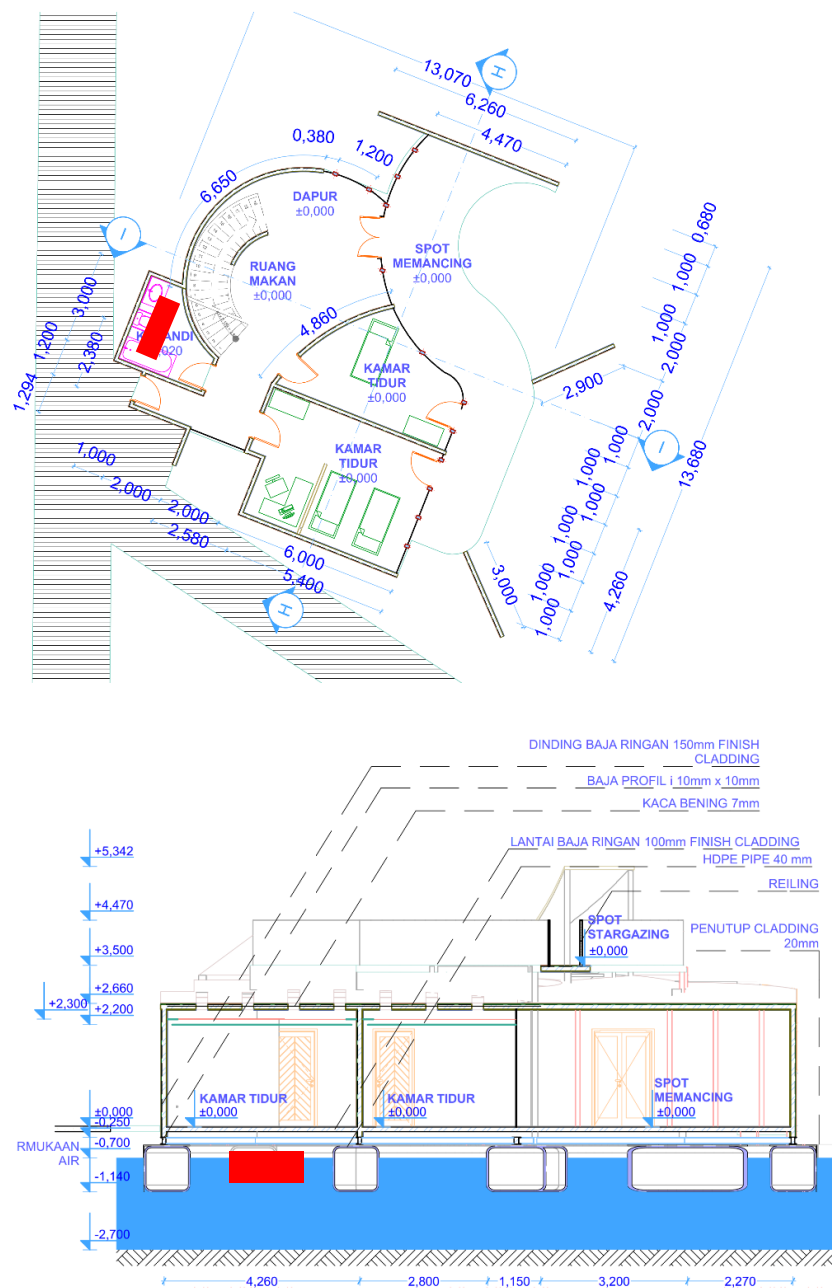 13,070
6,260
4,470
0,380
1,200
6,650
DAPUR
±0,000
H
SPOT
MEMANCING
±0,000
RUANG
MAKAN
±0,000
I
3,000
1,200
2,380
1,294
4,860
KAMAR
TIDUR
±0,000
KAMAR
TIDUR
±0,000
0,680
1,000
1,000
2,000
2,000
1,000
1,000
1,000
1,000
1,000
1,000
1,000
2,900
13,680
4,260
3,000
I
1,000
2,000
2,000
2,580
6,000
5,400
H
DINDING BAJA RINGAN 150mm FINISH
CLADDING
BAJA PROFIL i 10mm x 10mm
KACA BENING 7mm
LANTAI BAJA RINGAN 100mm FINISH CLADDING
HDPE PIPE 40 mm
REILING
PENUTUP CLADDING
20mm
+5,342
+4,470
+3,500
+2,660
+2,300
+2,200
±0,000
-0,250
-0,700
RMUKAAN
AIR
-1,140
-2,700
SPOT
STARGAZING
±0,000
KAMAR TIDUR
±0,000
KAMAR TIDUR
±0,000
SPOT
MEMANCING
±0,000
4,260
2,800
1,150
3,200
2,270